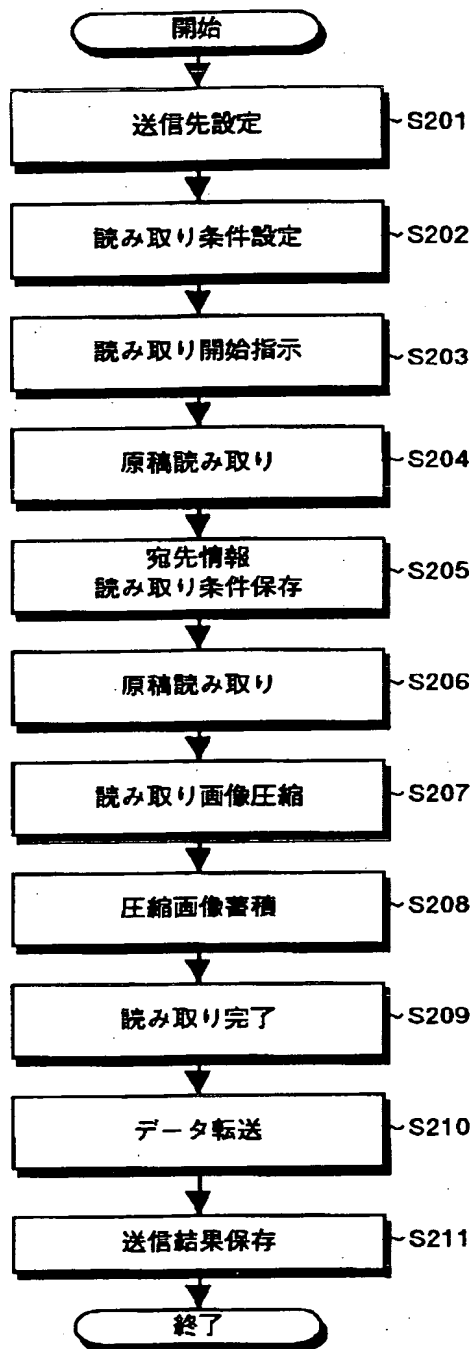 開始
送信先設定
S201
読み取り条件設定
S202
読み取り開始指示
S203
原稿読み取り
S204
宛先情報
読み取り条件保存
S205
原稿読み取り
S206
読み取り画像圧縮
S207
圧縮画像蓄積
S208
読み取り完了
S209
データ転送
S210
送信結果保存
S211
終了